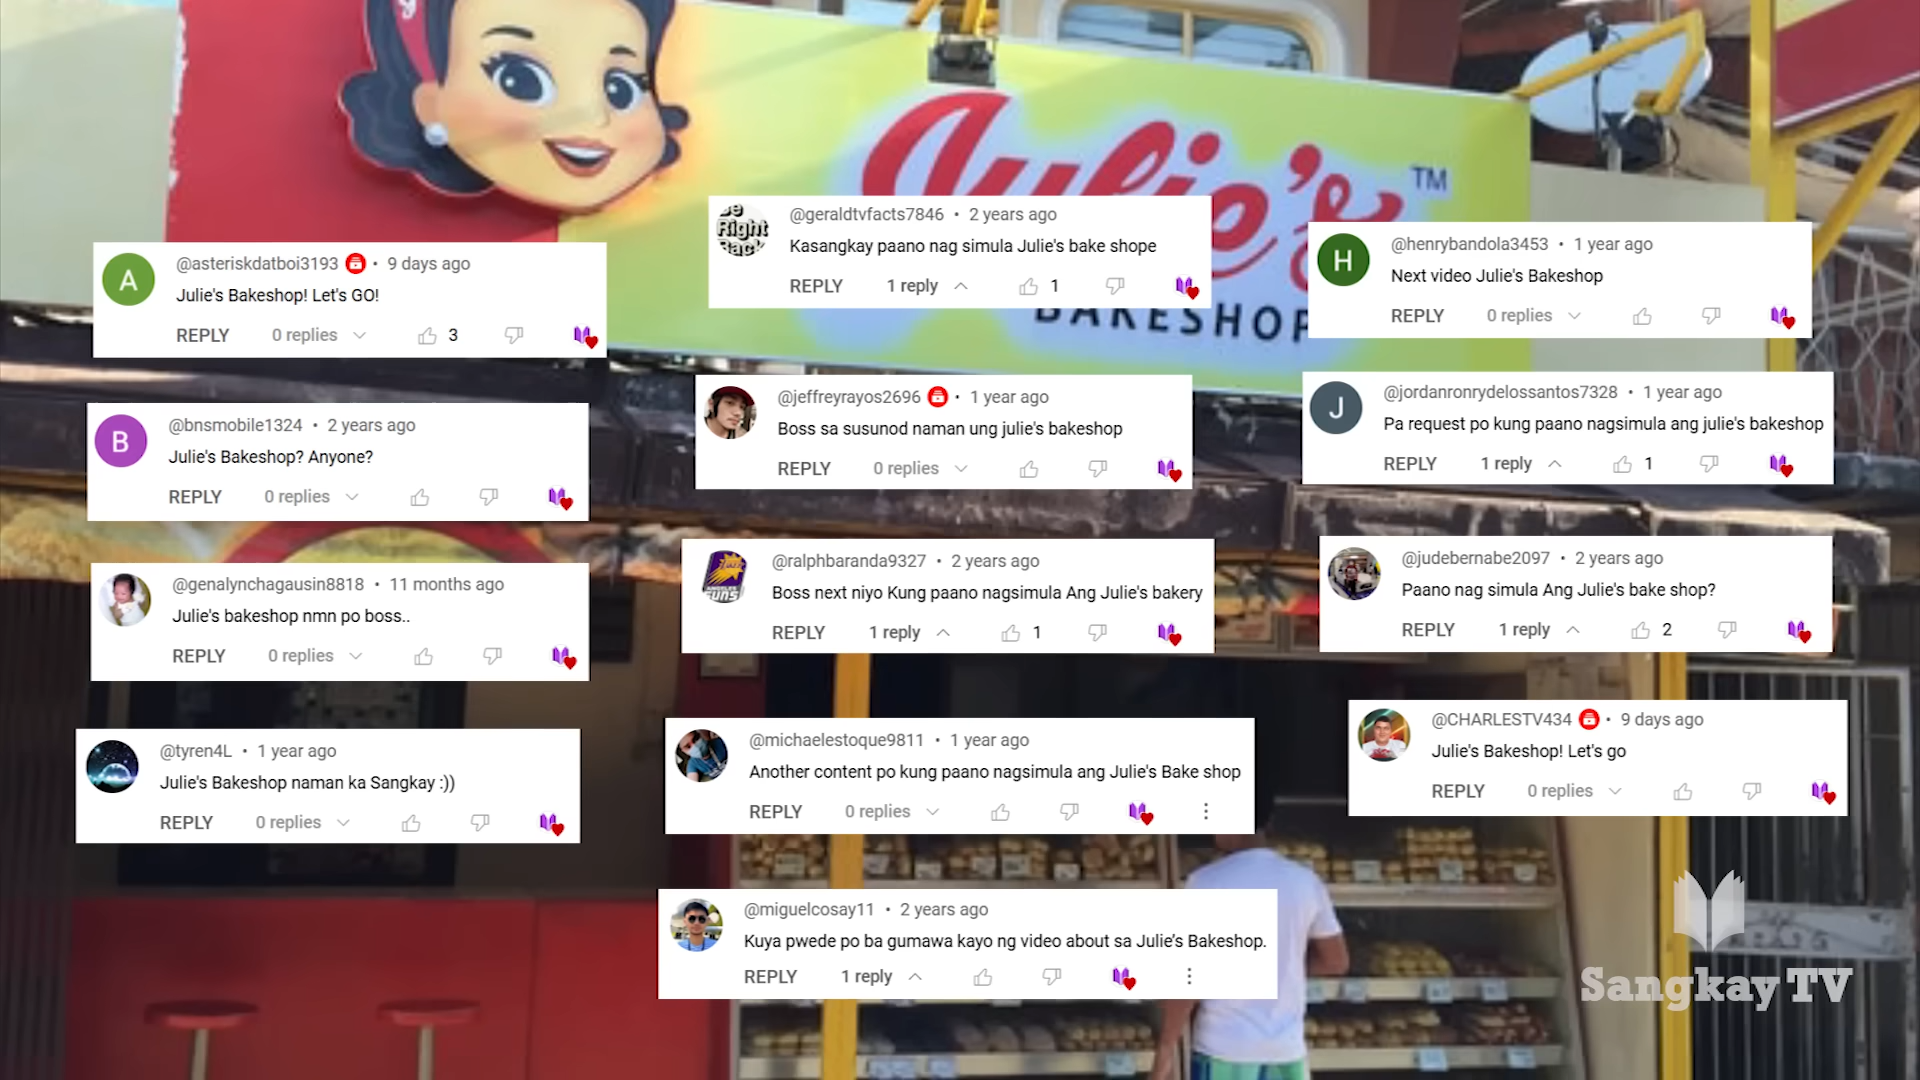 Julie's
TM
BAKESHOP
@asteriskdatboi3193 • 9 days ago
Julie's Bakeshop! Let's GO!
REPLY 0 replies 3
@bnsmobile1324 • 2 years ago
Julie's Bakeshop? Anyone?
REPLY 0 replies
@genalynchagausin8818 • 11 months ago
Julie's bakeshop nmn po boss..
REPLY 0 replies
@tyren4L • 1 year ago
Julie's Bakeshop naman ka Sangkay :))
REPLY 0 replies
Be
Right
Back
@geraldtvfacts7846 • 2 years ago
Kasangkay paano nag simula Julie's bake shope
REPLY 1 reply 1
@jeffreyrayos2696 • 1 year ago
Boss sa susunod naman ung julie's bakeshop
REPLY 0 replies
SUNS
@ralphbaranda9327 • 2 years ago
Boss next niyo Kung paano nagsimula Ang Julie's bakery
REPLY 1 reply 1
@michaelestoque9811 • 1 year ago
Another content po kung paano nagsimula ang Julie's Bake shop
REPLY 0 replies
@miguelcosay11 • 2 years ago
Kuya pwede po ba gumawa kayo ng video about sa Julie’s Bakeshop.
REPLY 1 reply
H
@henrybandola3453 • 1 year ago
Next video Julie's Bakeshop
REPLY 0 replies
J
@jordanronrydelossantos7328 • 1 year ago
Pa request po kung paano nagsimula ang julie's bakeshop
REPLY 1 reply 1
@judebernabe2097 • 2 years ago
Paano nag simula Ang Julie's bake shop?
REPLY 1 reply 2
@CHARLESTV434 • 9 days ago
Julie's Bakeshop! Let's go
REPLY 0 replies
A
B
Sangkay TV